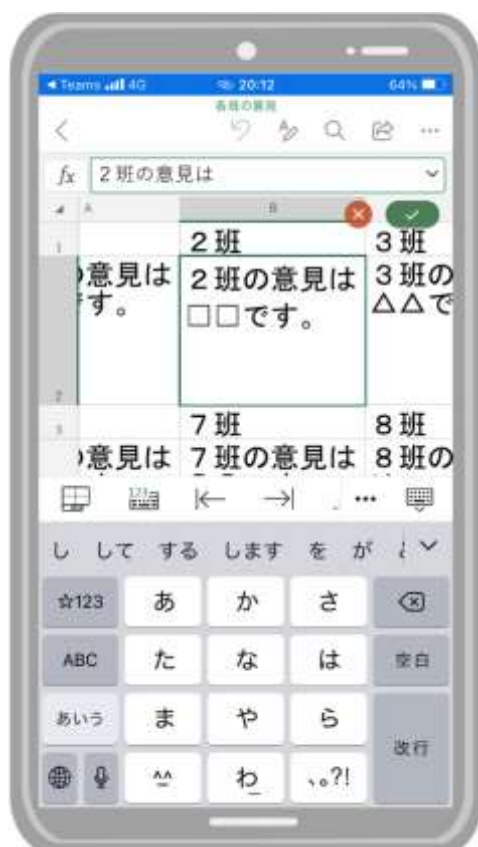 ◀ Teams 4G 20:12 64%
各班の意見
fx 2班の意見は
A B
1 2班 3班
の意見は 2班の意見は 3班の
す。 □□です。 △△で
2
3 7班 8班
の意見は 7班の意見は 8班の
123
し して する します を が
☆123 あ か さ
ABC た な は 空白
あいう ま や ら
改行
^^ わ 、。?!